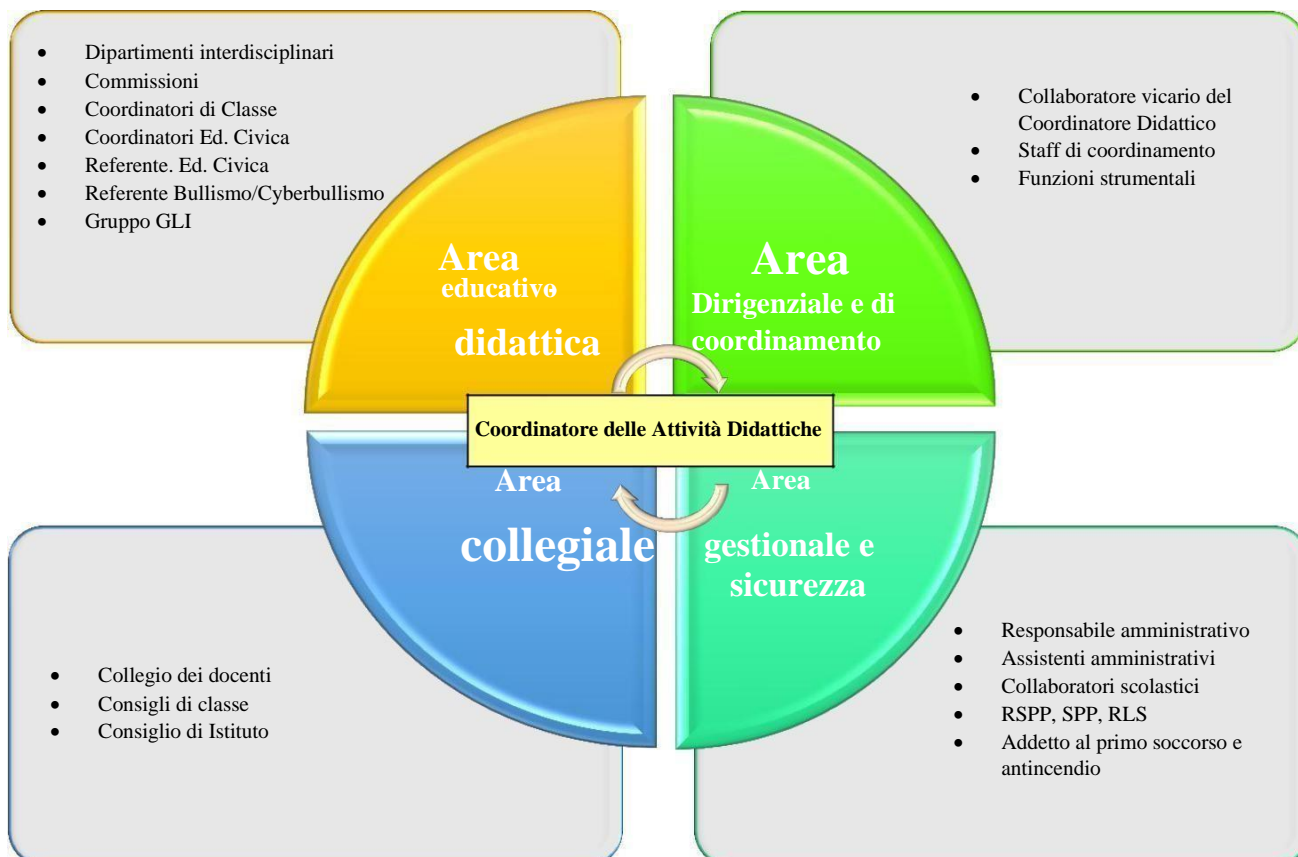 • Dipartimenti interdisciplinari
• Commissioni
• Coordinatori di Classe
• Coordinatori Ed. Civica
• Referente. Ed. Civica
• Referente Bullismo/Cyberbullismo
• Gruppo GLI
• Collaboratore vicario del
Coordinatore Didattico
• Staff di coordinamento
• Funzioni strumentali
Area
educativo-
didattica
Area
Dirigenziale e di
coordinamento
Coordinatore delle Attività Didattiche
Area
collegiale
Area
gestionale e
sicurezza
• Collegio dei docenti
• Consigli di classe
• Consiglio di Istituto
• Responsabile amministrativo
• Assistenti amministrativi
• Collaboratori scolastici
• RSPP, SPP, RLS
• Addetto al primo soccorso e
antincendio